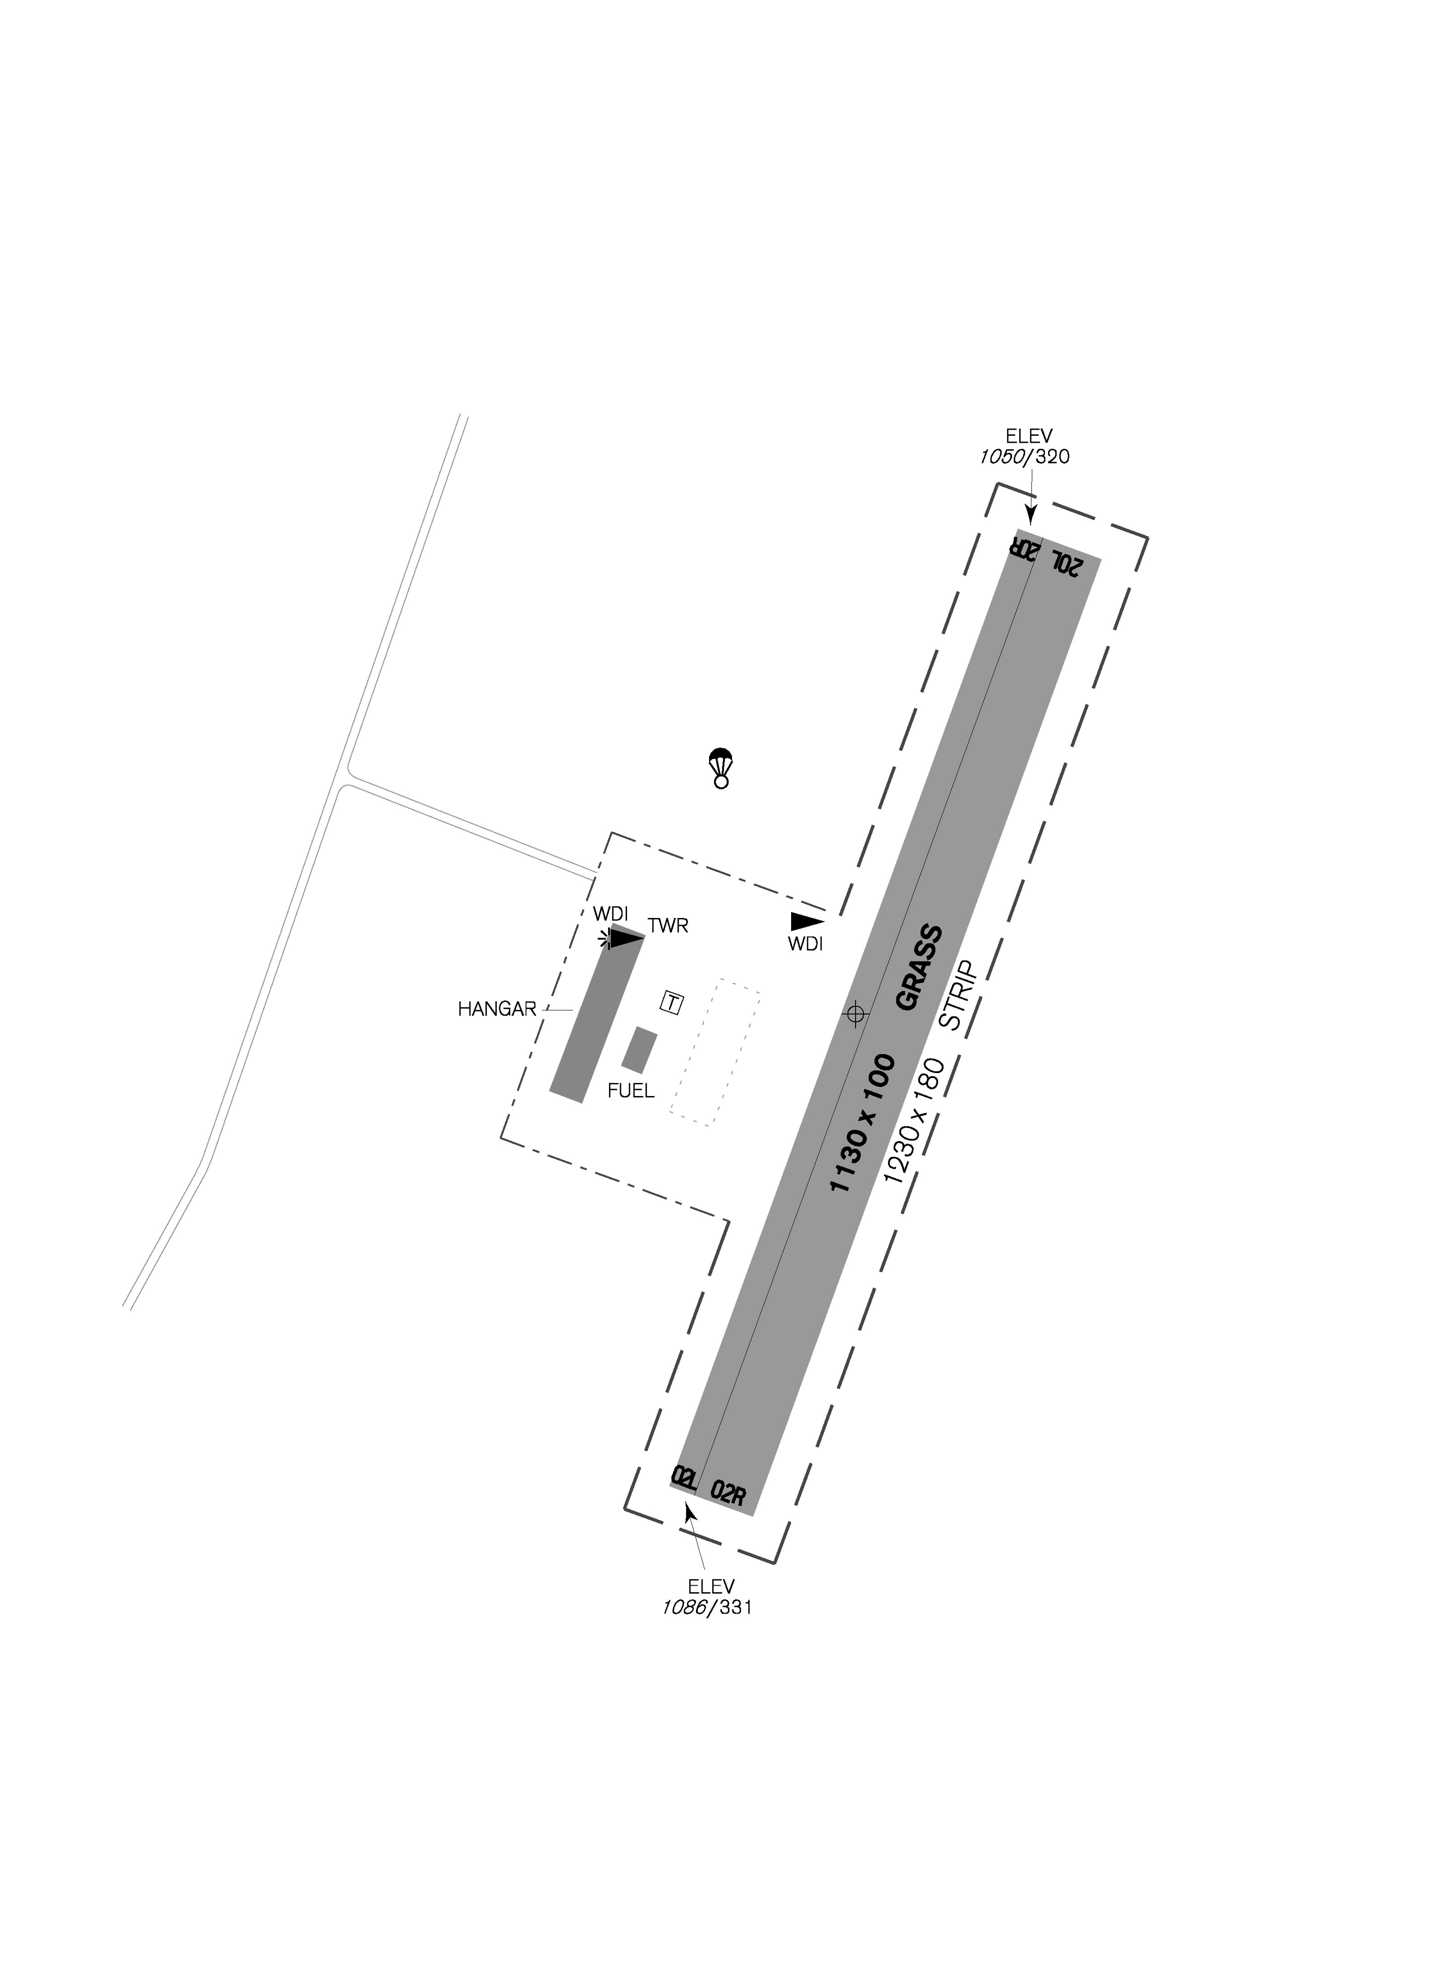 ELEV
1050/320
20R
20L
WDI
TWR
WDI
HANGAR
T
FUEL
1130 x 100 GRASS
1230 x 180 STRIP
02L
02R
ELEV
1086/331